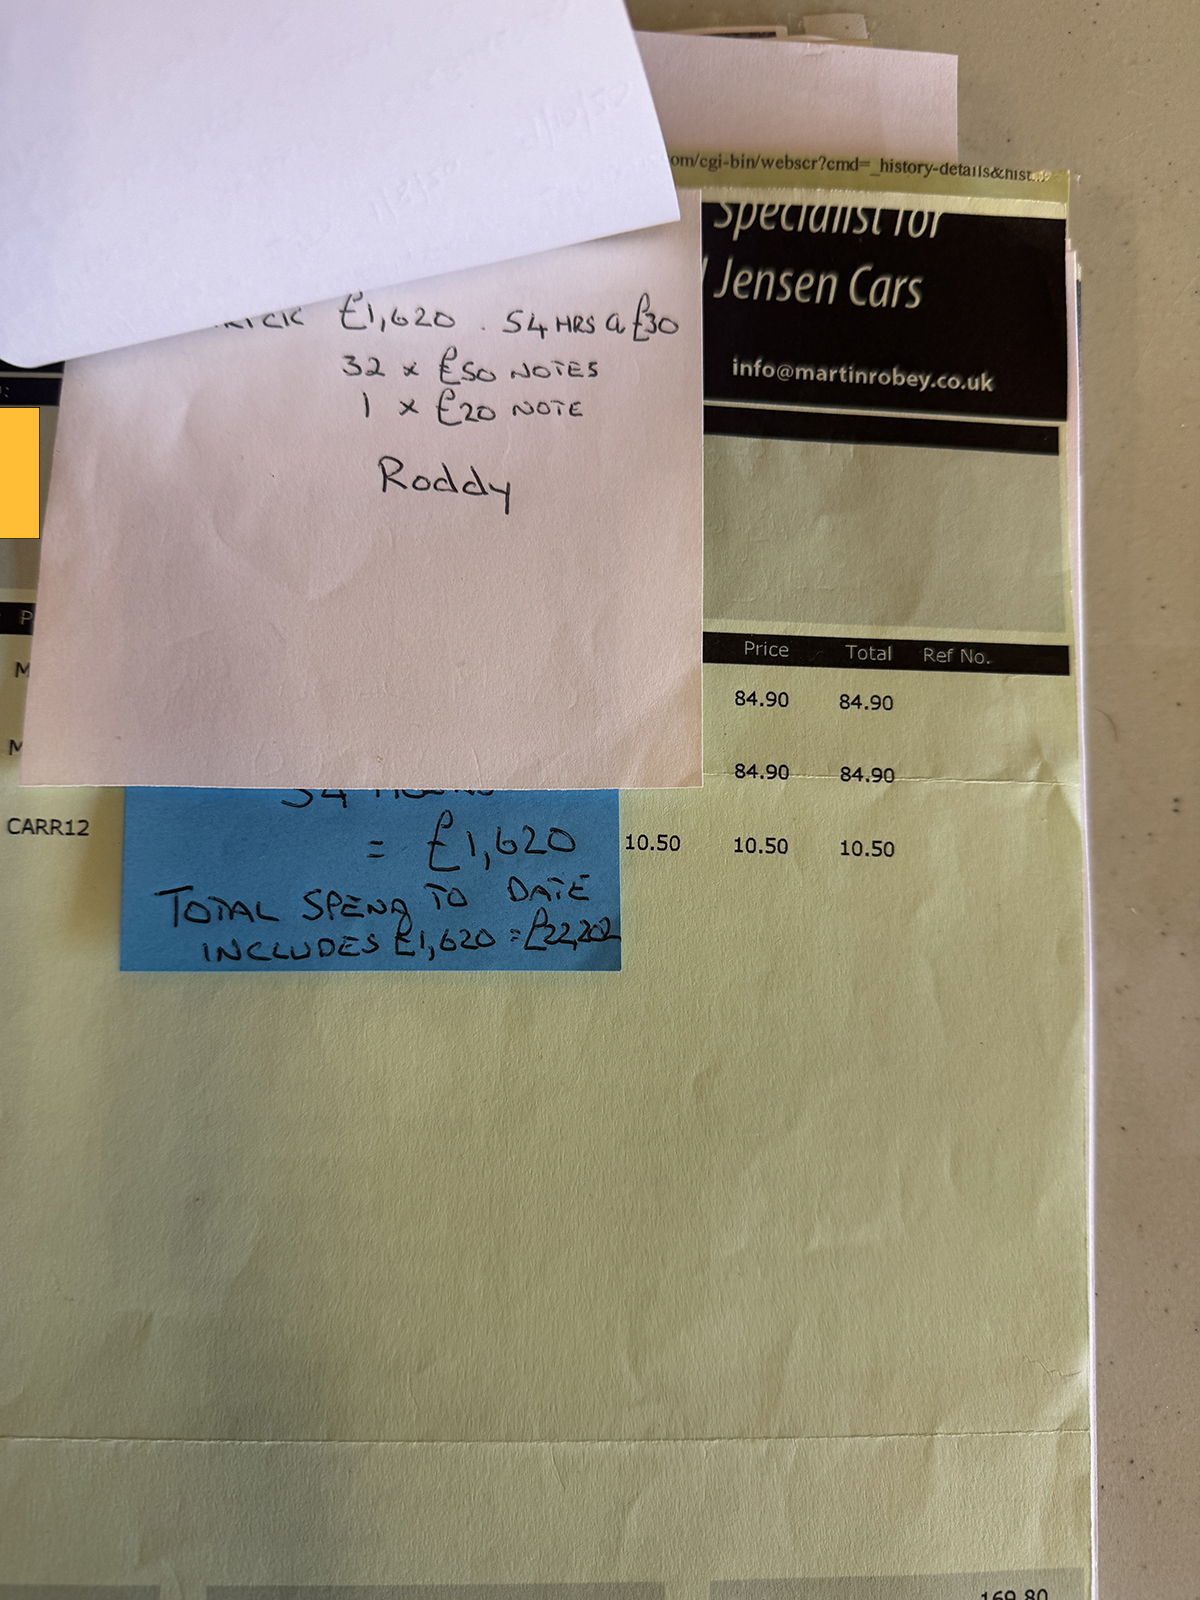 om/cgi-bin/webscr?cmd=_history-details&hist...
Specialist for
Jensen Cars
info@martinrobey.co.uk
£1,620 . 54 HRS @ £30
32 x £50 NOTES
1 x £20 NOTE
Roddy
Price Total Ref No.
84.90 84.90
84.90 84.90
CARR12 10.50 10.50 10.50
54
= £1,620
TOTAL SPEND TO DATE
INCLUDES £1,620 = £22,202
169.80